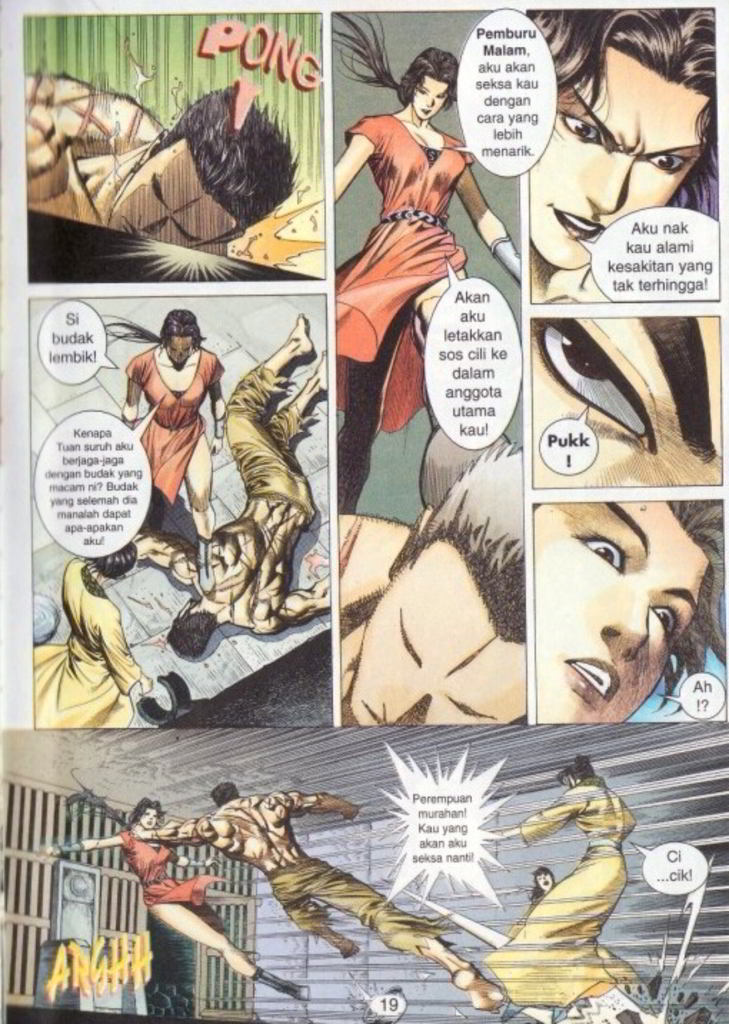 PONG
!
Si
budak
lembik!
Kenapa
Tuan suruh aku
berjaga-jaga
dengan budak yang
macam ni? Budak
yang selemah dia
manalah dapat
apa-apakan
aku!
Pemburu
Malam,
aku akan
seksa kau
dengan
cara yang
lebih
menarik.
Akan
aku
letakkan
sos cili ke
dalam
anggota
utama
kau!
Aku nak
kau alami
kesakitan yang
tak terhingga!
Pukk
!
Ah
!?
Perempuan
murahan!
Kau yang
akan aku
seksa nanti!
Ci
...cik!
ARGHH
19